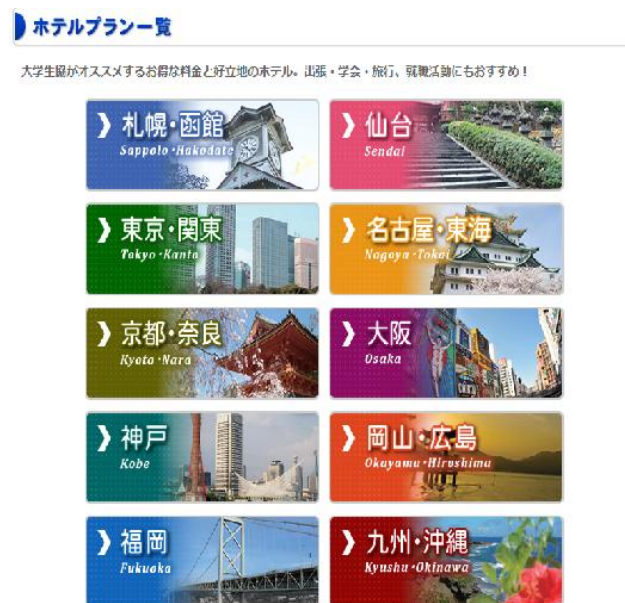 ホテルプラン一覧
大学生協がオススメするお得な料金と好立地のホテル。出張・学会・旅行、就職活動にもおすすめ！
札幌・函館
Sappolo・Hakodate
仙台
Sendai
東京・関東
Tokyo・Kanto
名古屋・東海
Nagoya・Tokai
京都・奈良
Kyoto・Nara
大阪
Osaka
神戸
Kobe
岡山・広島
Okayama・Hiroshima
福岡
Fukuoka
九州・沖縄
Kyushu・Okinawa